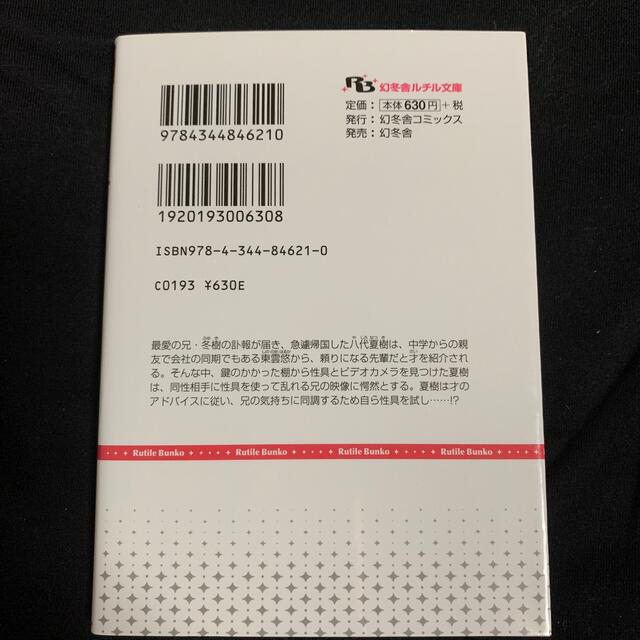 RB 幻冬舎ルチル文庫
定価：本体630円＋税
発行：幻冬舎コミックス
発売：幻冬舎
9784344846210
1920193006308
ISBN978-4-344-84621-0
C0193 ¥630E
最愛の兄・冬樹の訃報が届き、急遽帰国した八代夏樹は、中学からの親
友で会社の同期でもある東雲悠から、頼りになる先輩だと才を紹介され
る。そんな中、鍵のかかった棚から性具とビデオカメラを見つけた夏樹
は、同性相手に性具を使って乱れる兄の映像に愕然とする。夏樹は才の
アドバイスに従い、兄の気持ちに同調するため自ら性具を試し……!?
Rutile Bunko Rutile Bunko Rutile Bunko Rutile Bunko